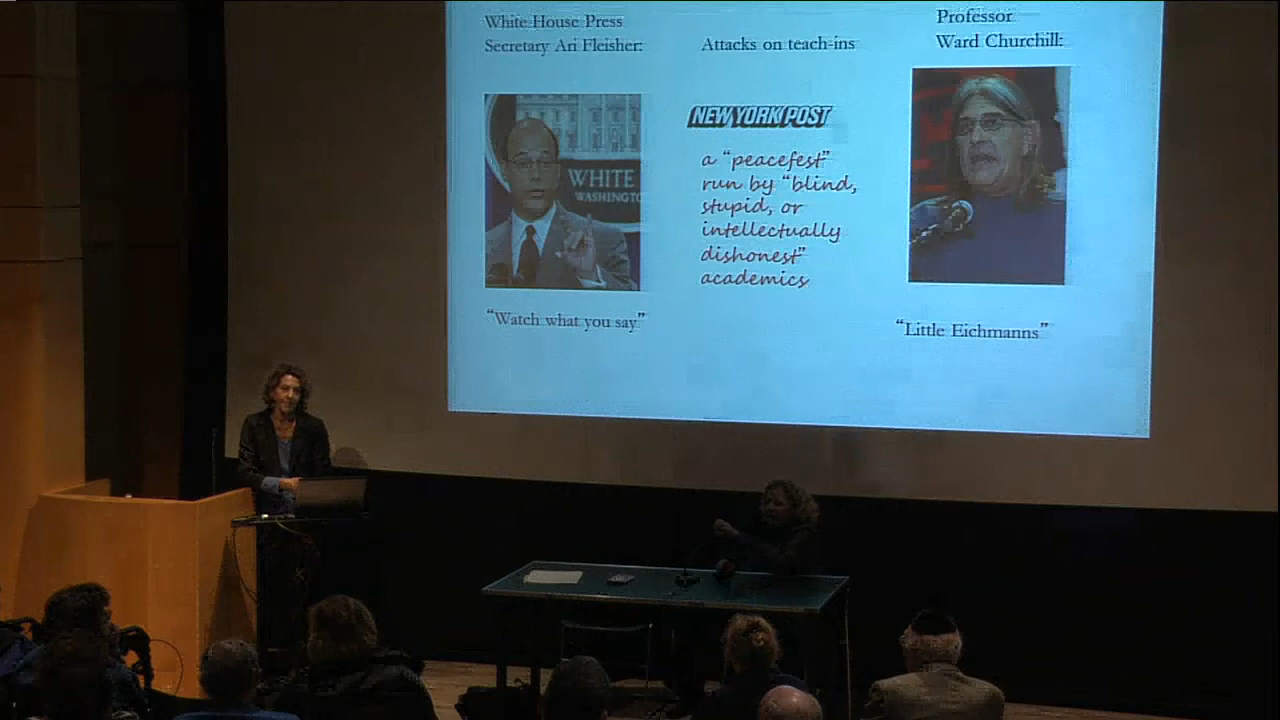 White House Press
Secretary Ari Fleisher:
WHITE
WASHINGTO
"Watch what you say"
Attacks on teach-ins
NEW YORK POST
a "peacefest"
run by "blind,
stupid, or
intellectually
dishonest"
academics
Professor
Ward Churchill:
"Little Eichmanns"